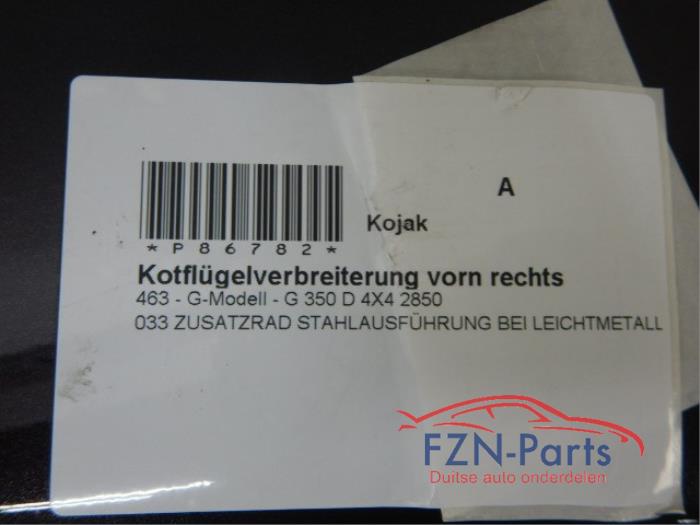 A
Kojak
*P86782*
Kotflügelverbreiterung vorn rechts
463 - G-Modell - G 350 D 4X4 2850
033 ZUSATZRAD STAHLAUSFÜHRUNG BEI LEICHTMETALL
FZN-Parts
Duitse auto onderdelen